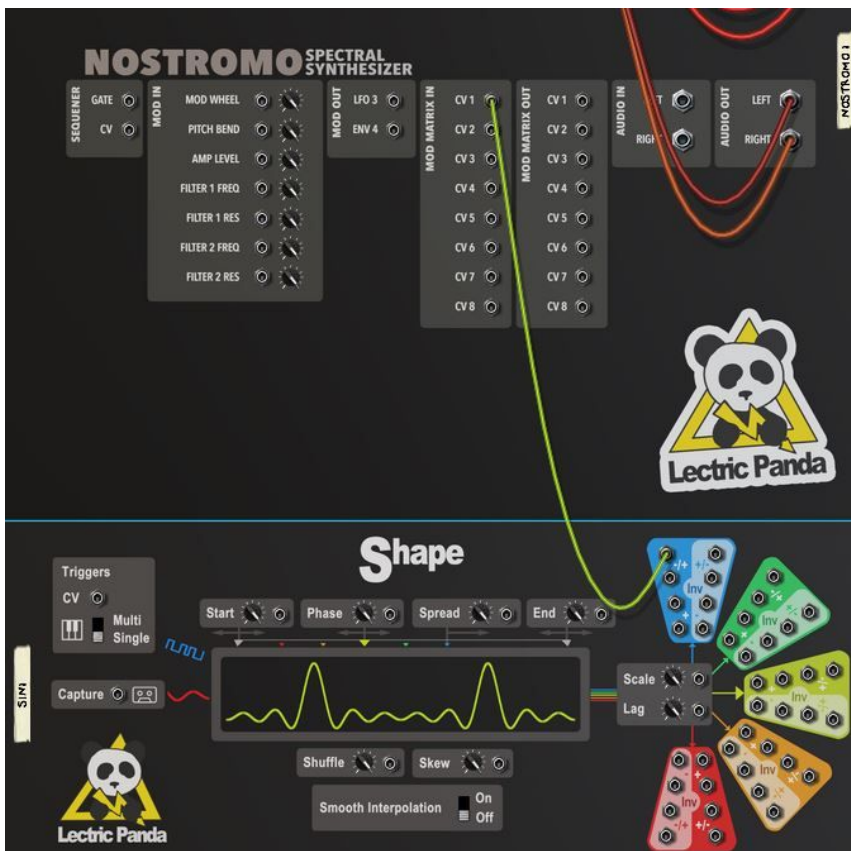 NOSTROMO SPECTRAL SYNTHESIZER
NOSTROMO 1
SEQUENER
GATE
CV
MOD IN
MOD WHEEL
PITCH BEND
AMP LEVEL
FILTER 1 FREQ
FILTER 1 RES
FILTER 2 FREQ
FILTER 2 RES
MOD OUT
LFO 3
ENV 4
MOD MATRIX IN
CV 1
CV 2
CV 3
CV 4
CV 5
CV 6
CV 7
CV 8
MOD MATRIX OUT
CV 1
CV 2
CV 3
CV 4
CV 5
CV 6
CV 7
CV 8
AUDIO IN
RIGHT
AUDIO OUT
LEFT
RIGHT
Lectric Panda
Shape
Triggers
CV
Multi
Single
Capture
Start
Phase
Spread
End
Shuffle
Skew
Smooth Interpolation
On
Off
Scale
Lag
-/+ +/-
Inv
+ -
+/-
Inv
+ -
Inv
Inv
- +
Inv
-/+ +/-
Lectric Panda